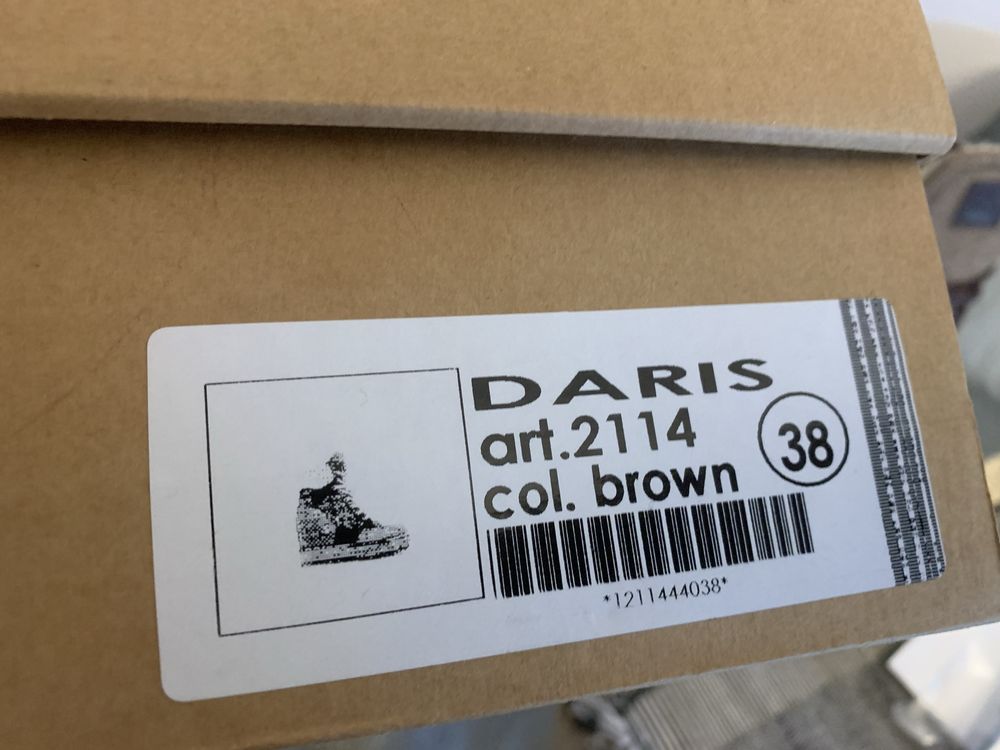 DARIS
art.2114
col. brown
38
*1211444038*